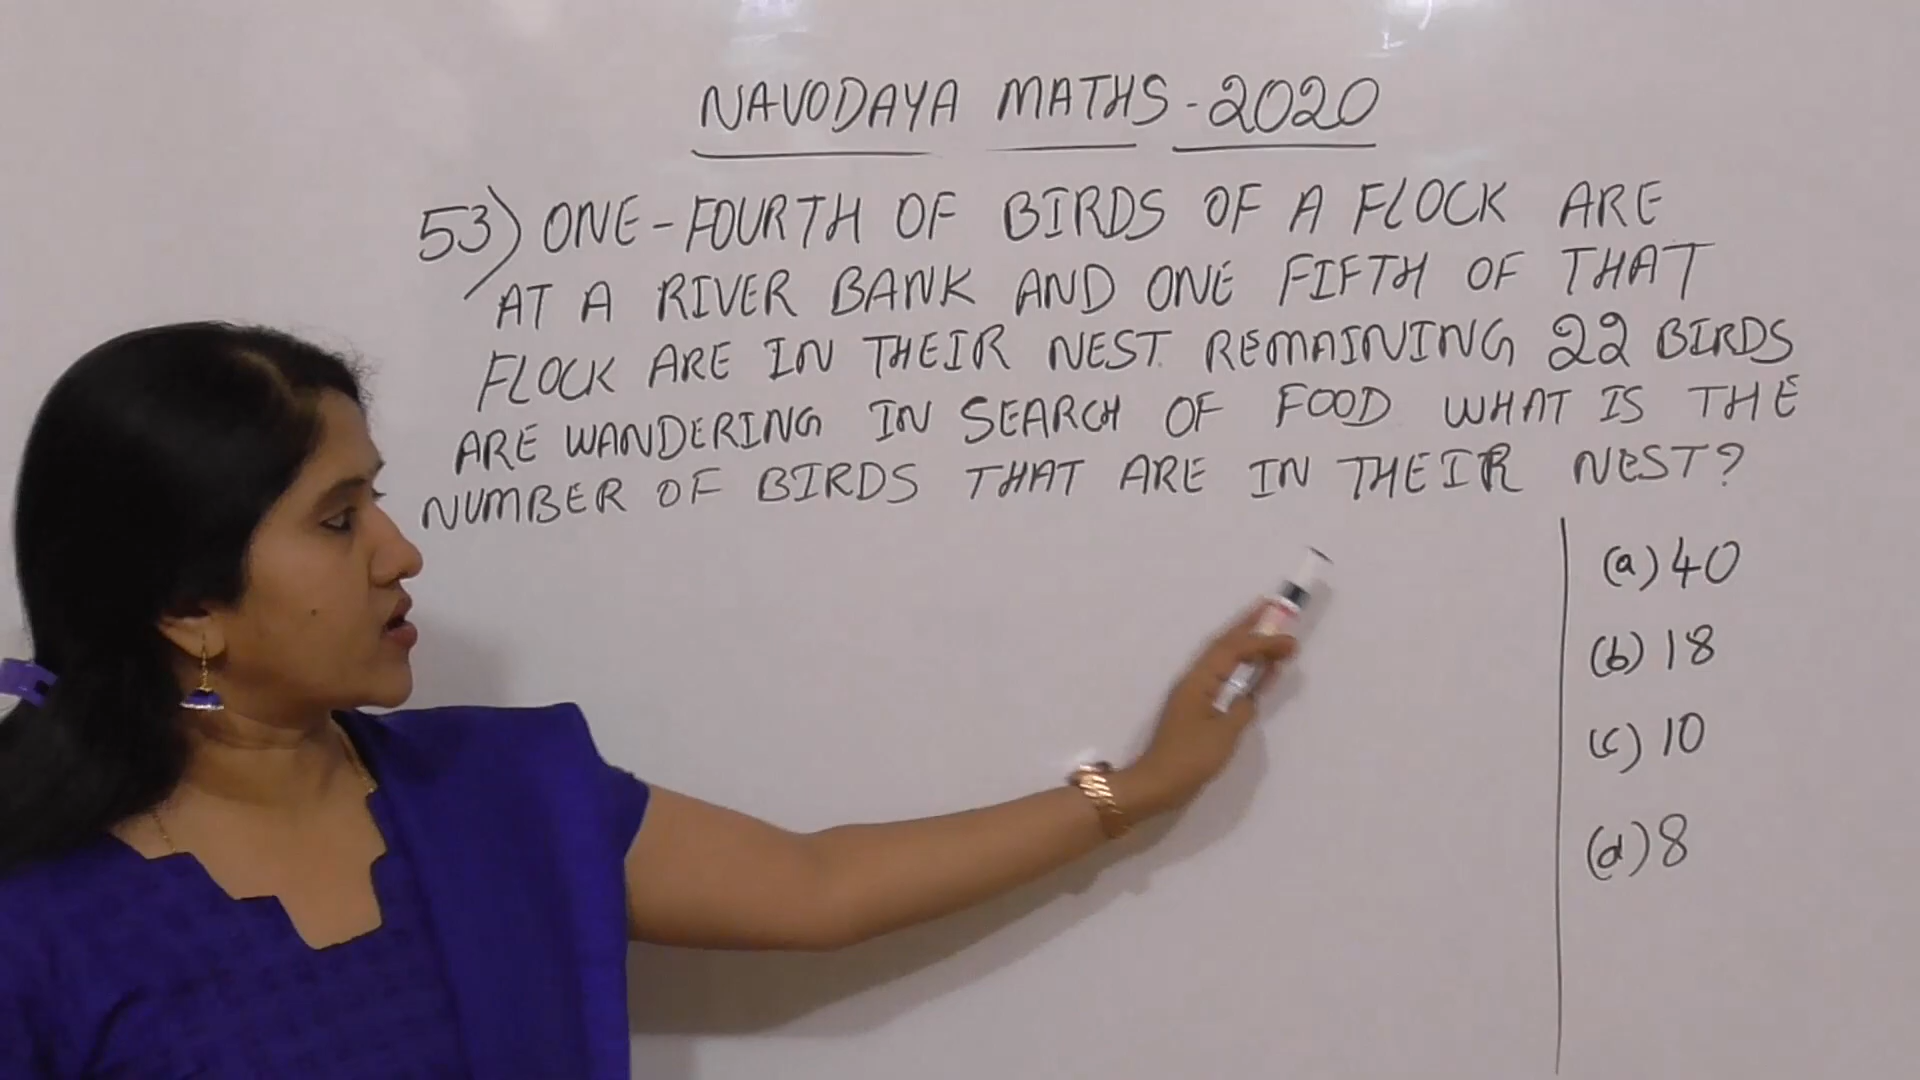 NAVODAYA MATHS-2020
53) ONE-FOURTH OF BIRDS OF A FLOCK ARE
AT A RIVER BANK AND ONE FIFTH OF THAT
FLOCK ARE IN THEIR NEST. REMAINING 22 BIRDS
ARE WANDERING IN SEARCH OF FOOD WHAT IS THE
NUMBER OF BIRDS THAT ARE IN THEIR NEST?
(a) 40
(b) 18
(c) 10
(d) 8